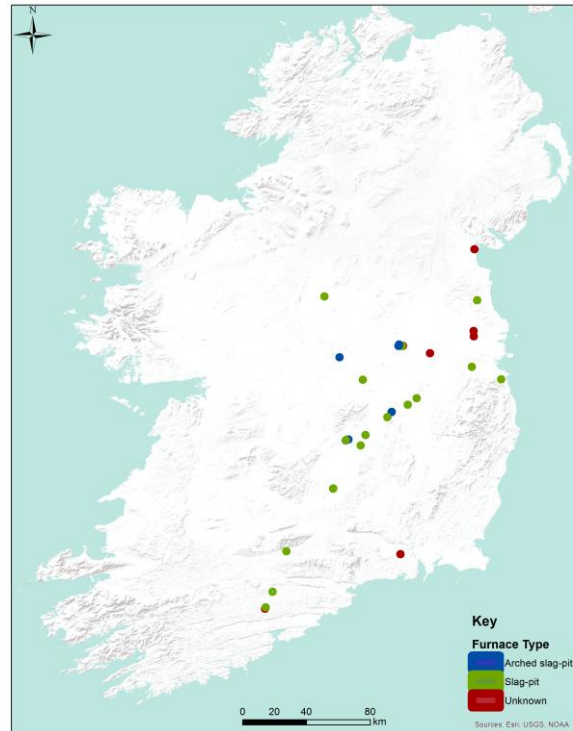 N
Key
Furnace Type
Arched slag-pit
Slag-pit
Unknown
0 20 40 80
km
Sources: Esri, USGS, NOAA